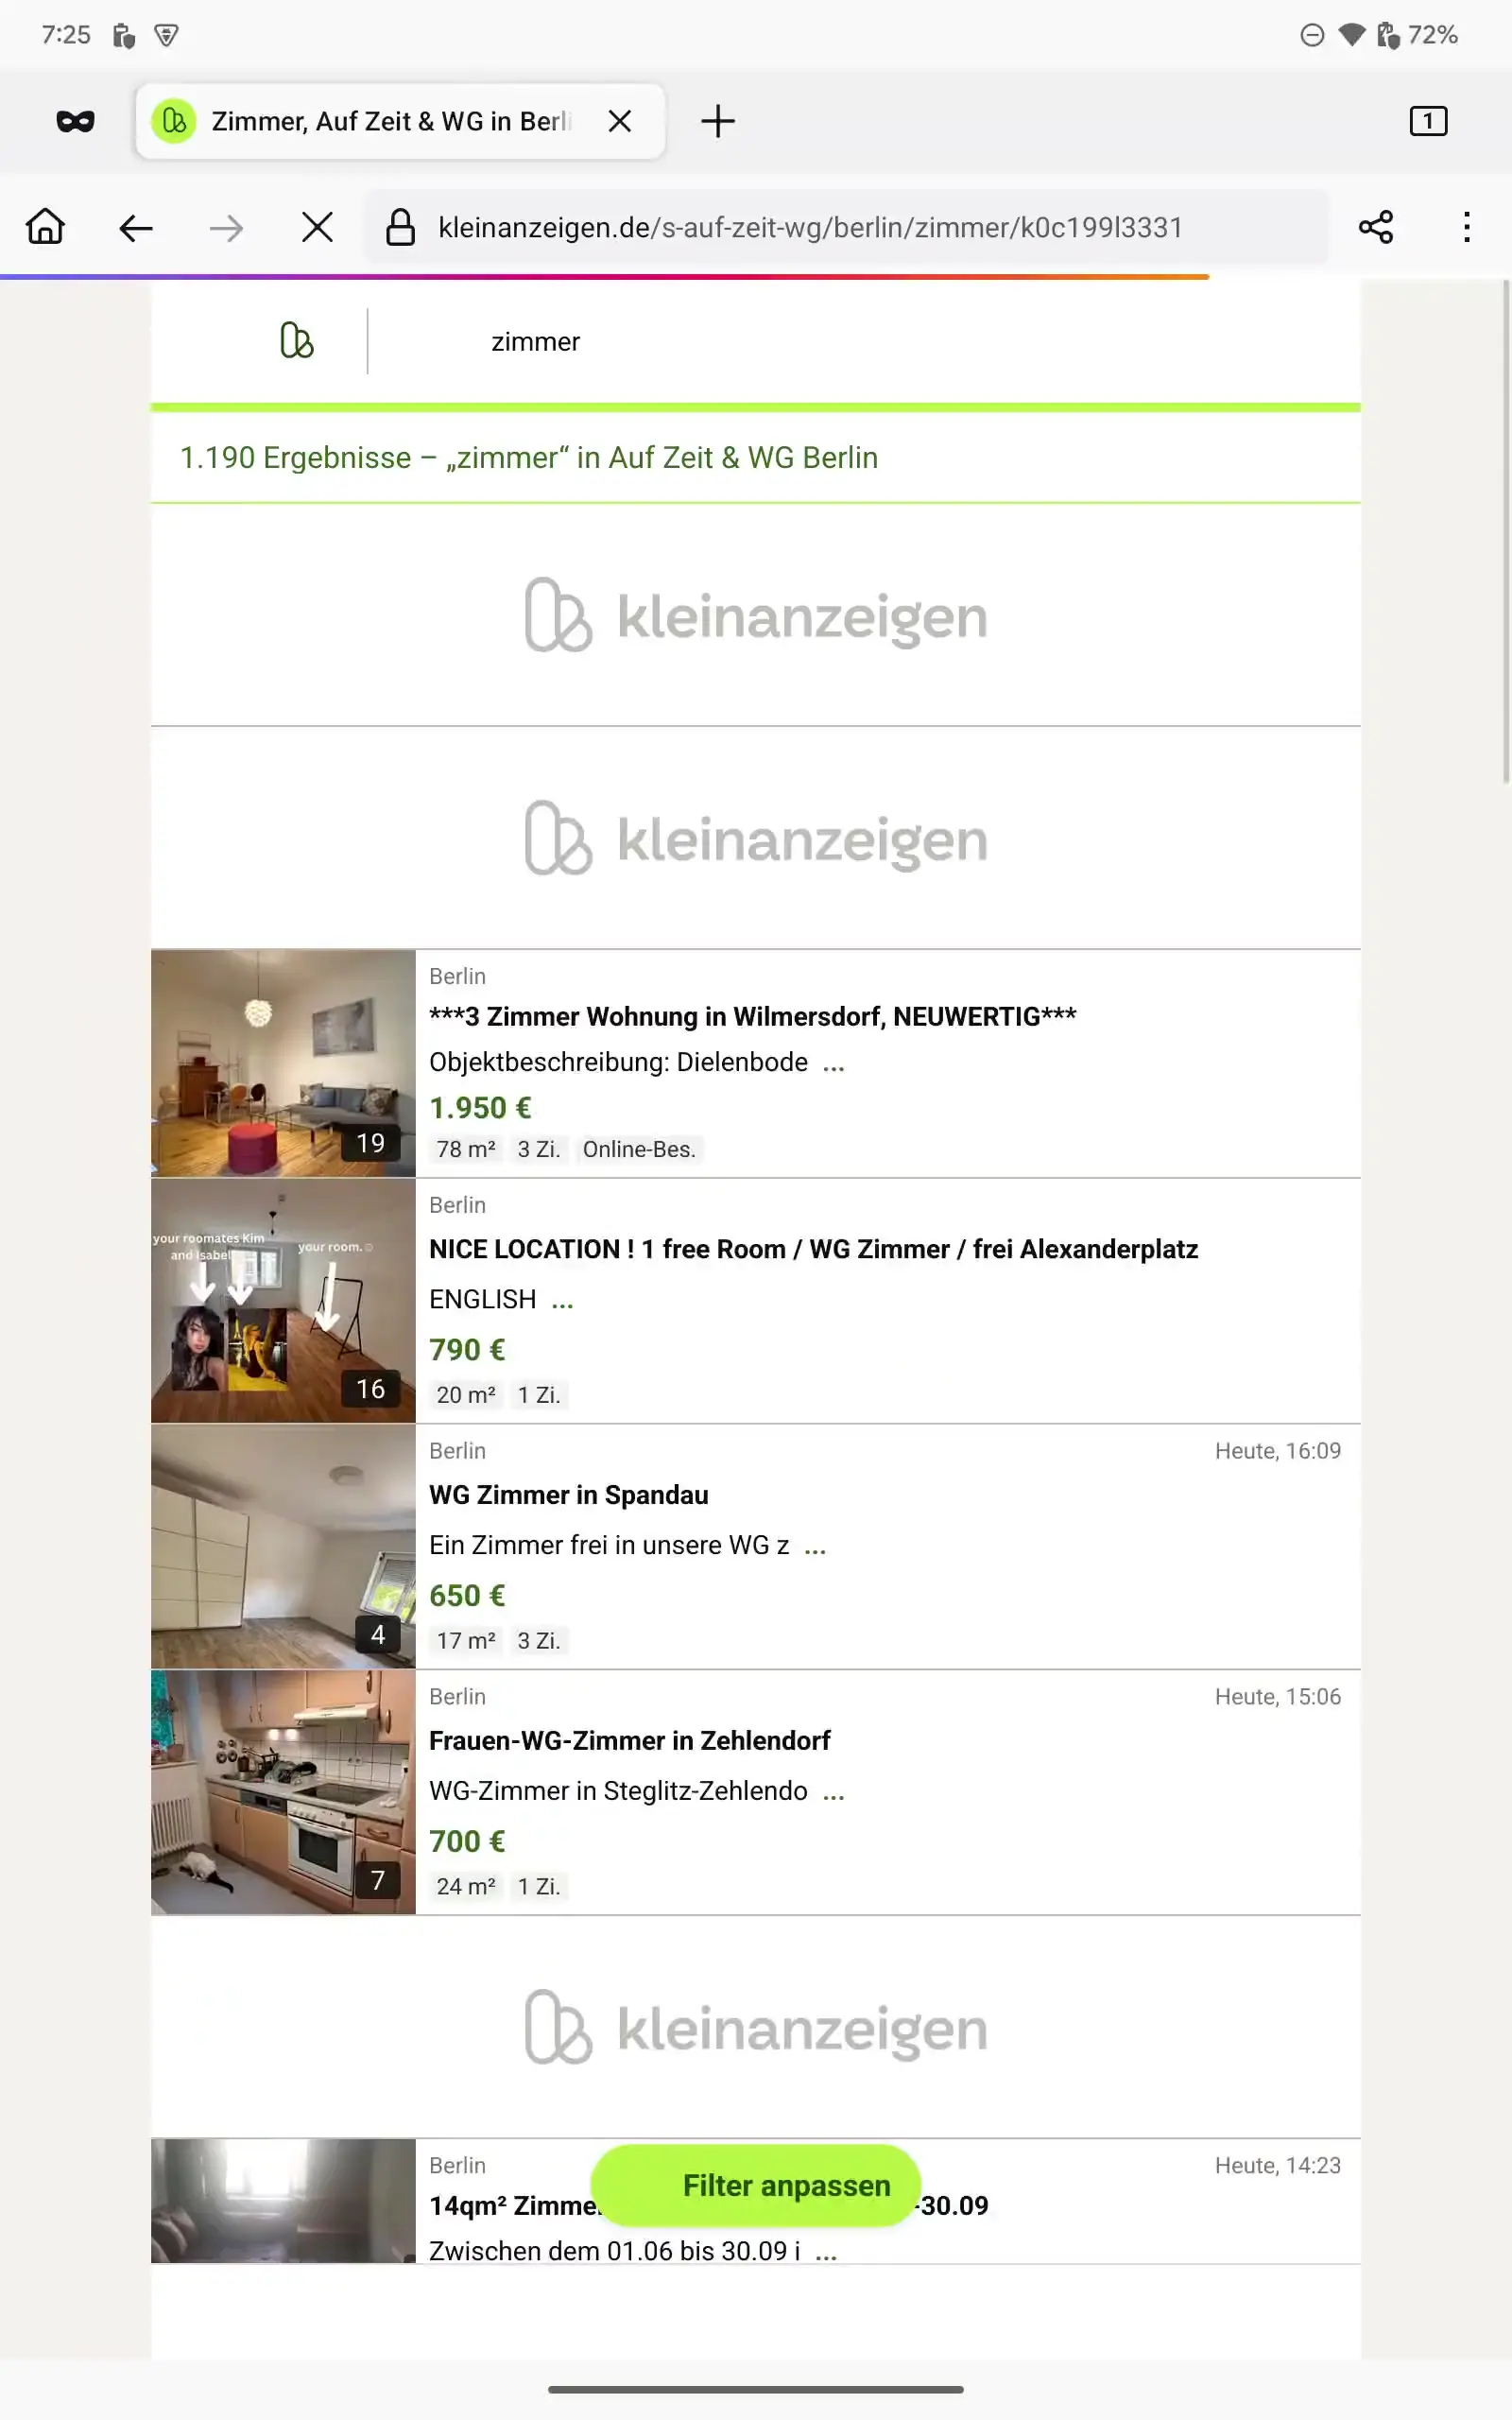 7:25
72%
Zimmer, Auf Zeit & WG in Berli
1
kleinanzeigen.de/s-auf-zeit-wg/berlin/zimmer/k0c199l3331
zimmer
1.190 Ergebnisse – „zimmer“ in Auf Zeit & WG Berlin
kleinanzeigen
kleinanzeigen
Berlin
***3 Zimmer Wohnung in Wilmersdorf, NEUWERTIG***
Objektbeschreibung: Dielenbode ...
1.950 €
19
78 m² 3 Zi. Online-Bes.
Berlin
your roomates Kim
and Isabel
your room.☺
NICE LOCATION ! 1 free Room / WG Zimmer / frei Alexanderplatz
ENGLISH ...
790 €
16
20 m² 1 Zi.
Berlin Heute, 16:09
WG Zimmer in Spandau
Ein Zimmer frei in unsere WG z ...
650 €
4
17 m² 3 Zi.
Berlin Heute, 15:06
Frauen-WG-Zimmer in Zehlendorf
WG-Zimmer in Steglitz-Zehlendo ...
700 €
7
24 m² 1 Zi.
kleinanzeigen
Berlin Heute, 14:23
Filter anpassen
14qm² Zimme -30.09
Zwischen dem 01.06 bis 30.09 i ...